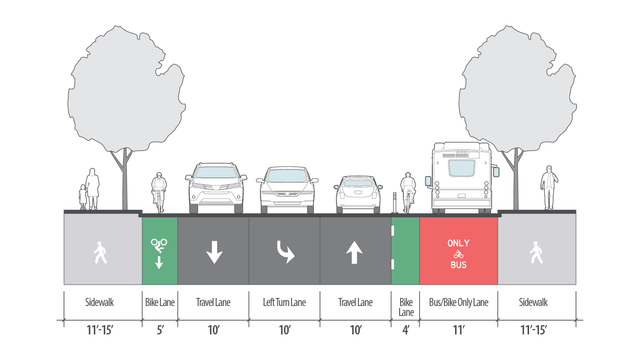 ONLY
BUS
Sidewalk
Bike Lane
Travel Lane
Left Turn Lane
Travel Lane
Bike
Lane
Bus/Bike Only Lane
Sidewalk
11'-15'
5'
10'
10'
10'
4'
11'
11'-15'